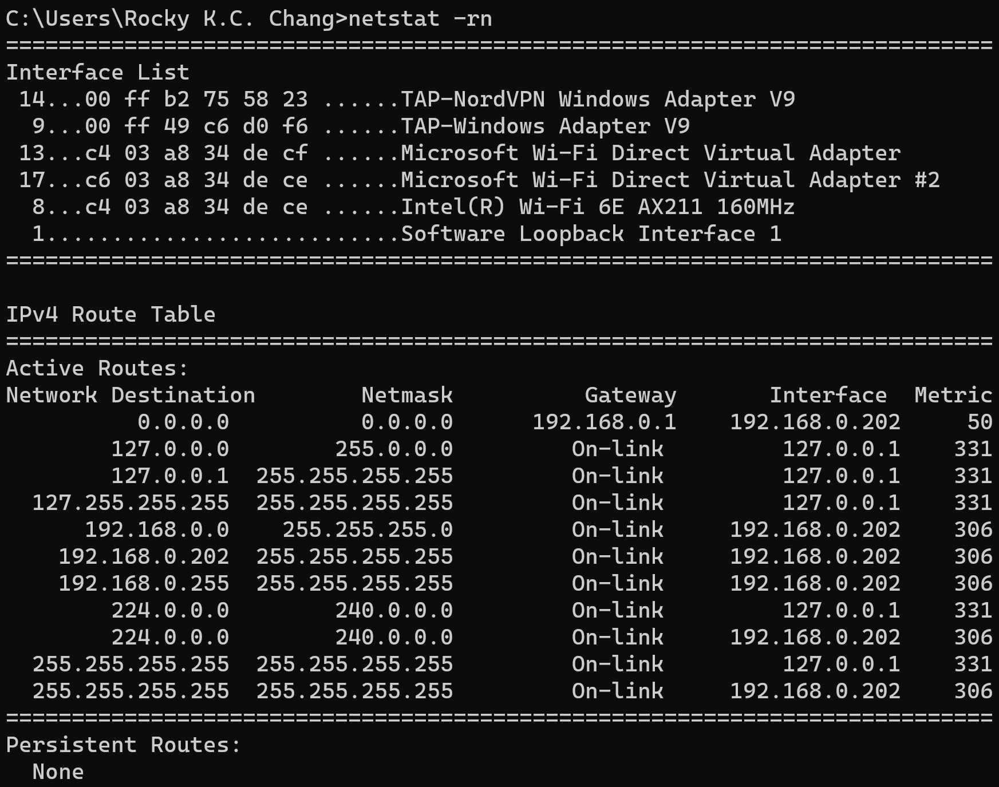 C:\Users\Rocky K.C. Chang>netstat -rn
===========================================================================
Interface List
 14...00 ff b2 75 58 23 ......TAP-NordVPN Windows Adapter V9
  9...00 ff 49 c6 d0 f6 ......TAP-Windows Adapter V9
 13...c4 03 a8 34 de cf ......Microsoft Wi-Fi Direct Virtual Adapter
 17...c6 03 a8 34 de ce ......Microsoft Wi-Fi Direct Virtual Adapter #2
  8...c4 03 a8 34 de ce ......Intel(R) Wi-Fi 6E AX211 160MHz
  1...........................Software Loopback Interface 1
===========================================================================

IPv4 Route Table
===========================================================================
Active Routes:
Network Destination        Netmask          Gateway       Interface  Metric
          0.0.0.0          0.0.0.0      192.168.0.1    192.168.0.202     50
        127.0.0.0        255.0.0.0         On-link         127.0.0.1    331
        127.0.0.1  255.255.255.255         On-link         127.0.0.1    331
  127.255.255.255  255.255.255.255         On-link         127.0.0.1    331
      192.168.0.0    255.255.255.0         On-link     192.168.0.202    306
    192.168.0.202  255.255.255.255         On-link     192.168.0.202    306
    192.168.0.255  255.255.255.255         On-link     192.168.0.202    306
        224.0.0.0        240.0.0.0         On-link         127.0.0.1    331
        224.0.0.0        240.0.0.0         On-link     192.168.0.202    306
  255.255.255.255  255.255.255.255         On-link         127.0.0.1    331
  255.255.255.255  255.255.255.255         On-link     192.168.0.202    306
===========================================================================
Persistent Routes:
  None